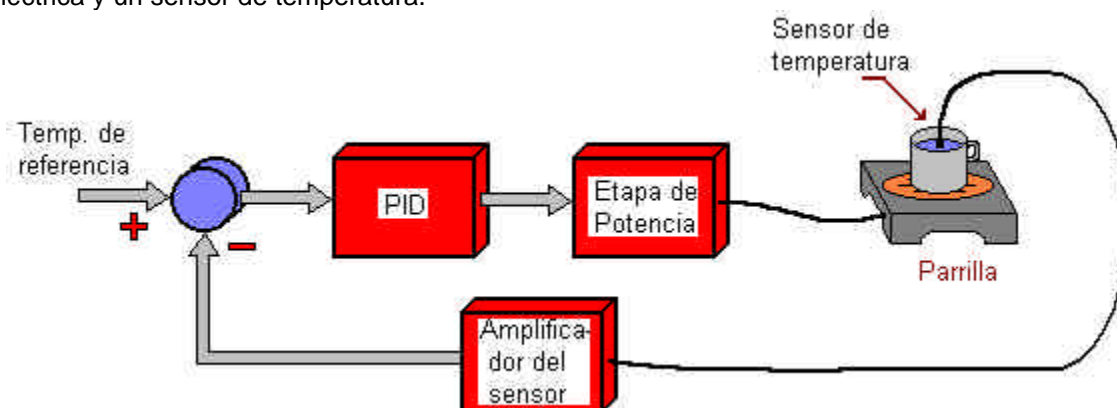 y un sensor de temperatura.
Sensor de
temperatura
Temp. de
referencia
+
−
PID
Etapa de
Potencia
Parrilla
Amplifica-
dor del
sensor